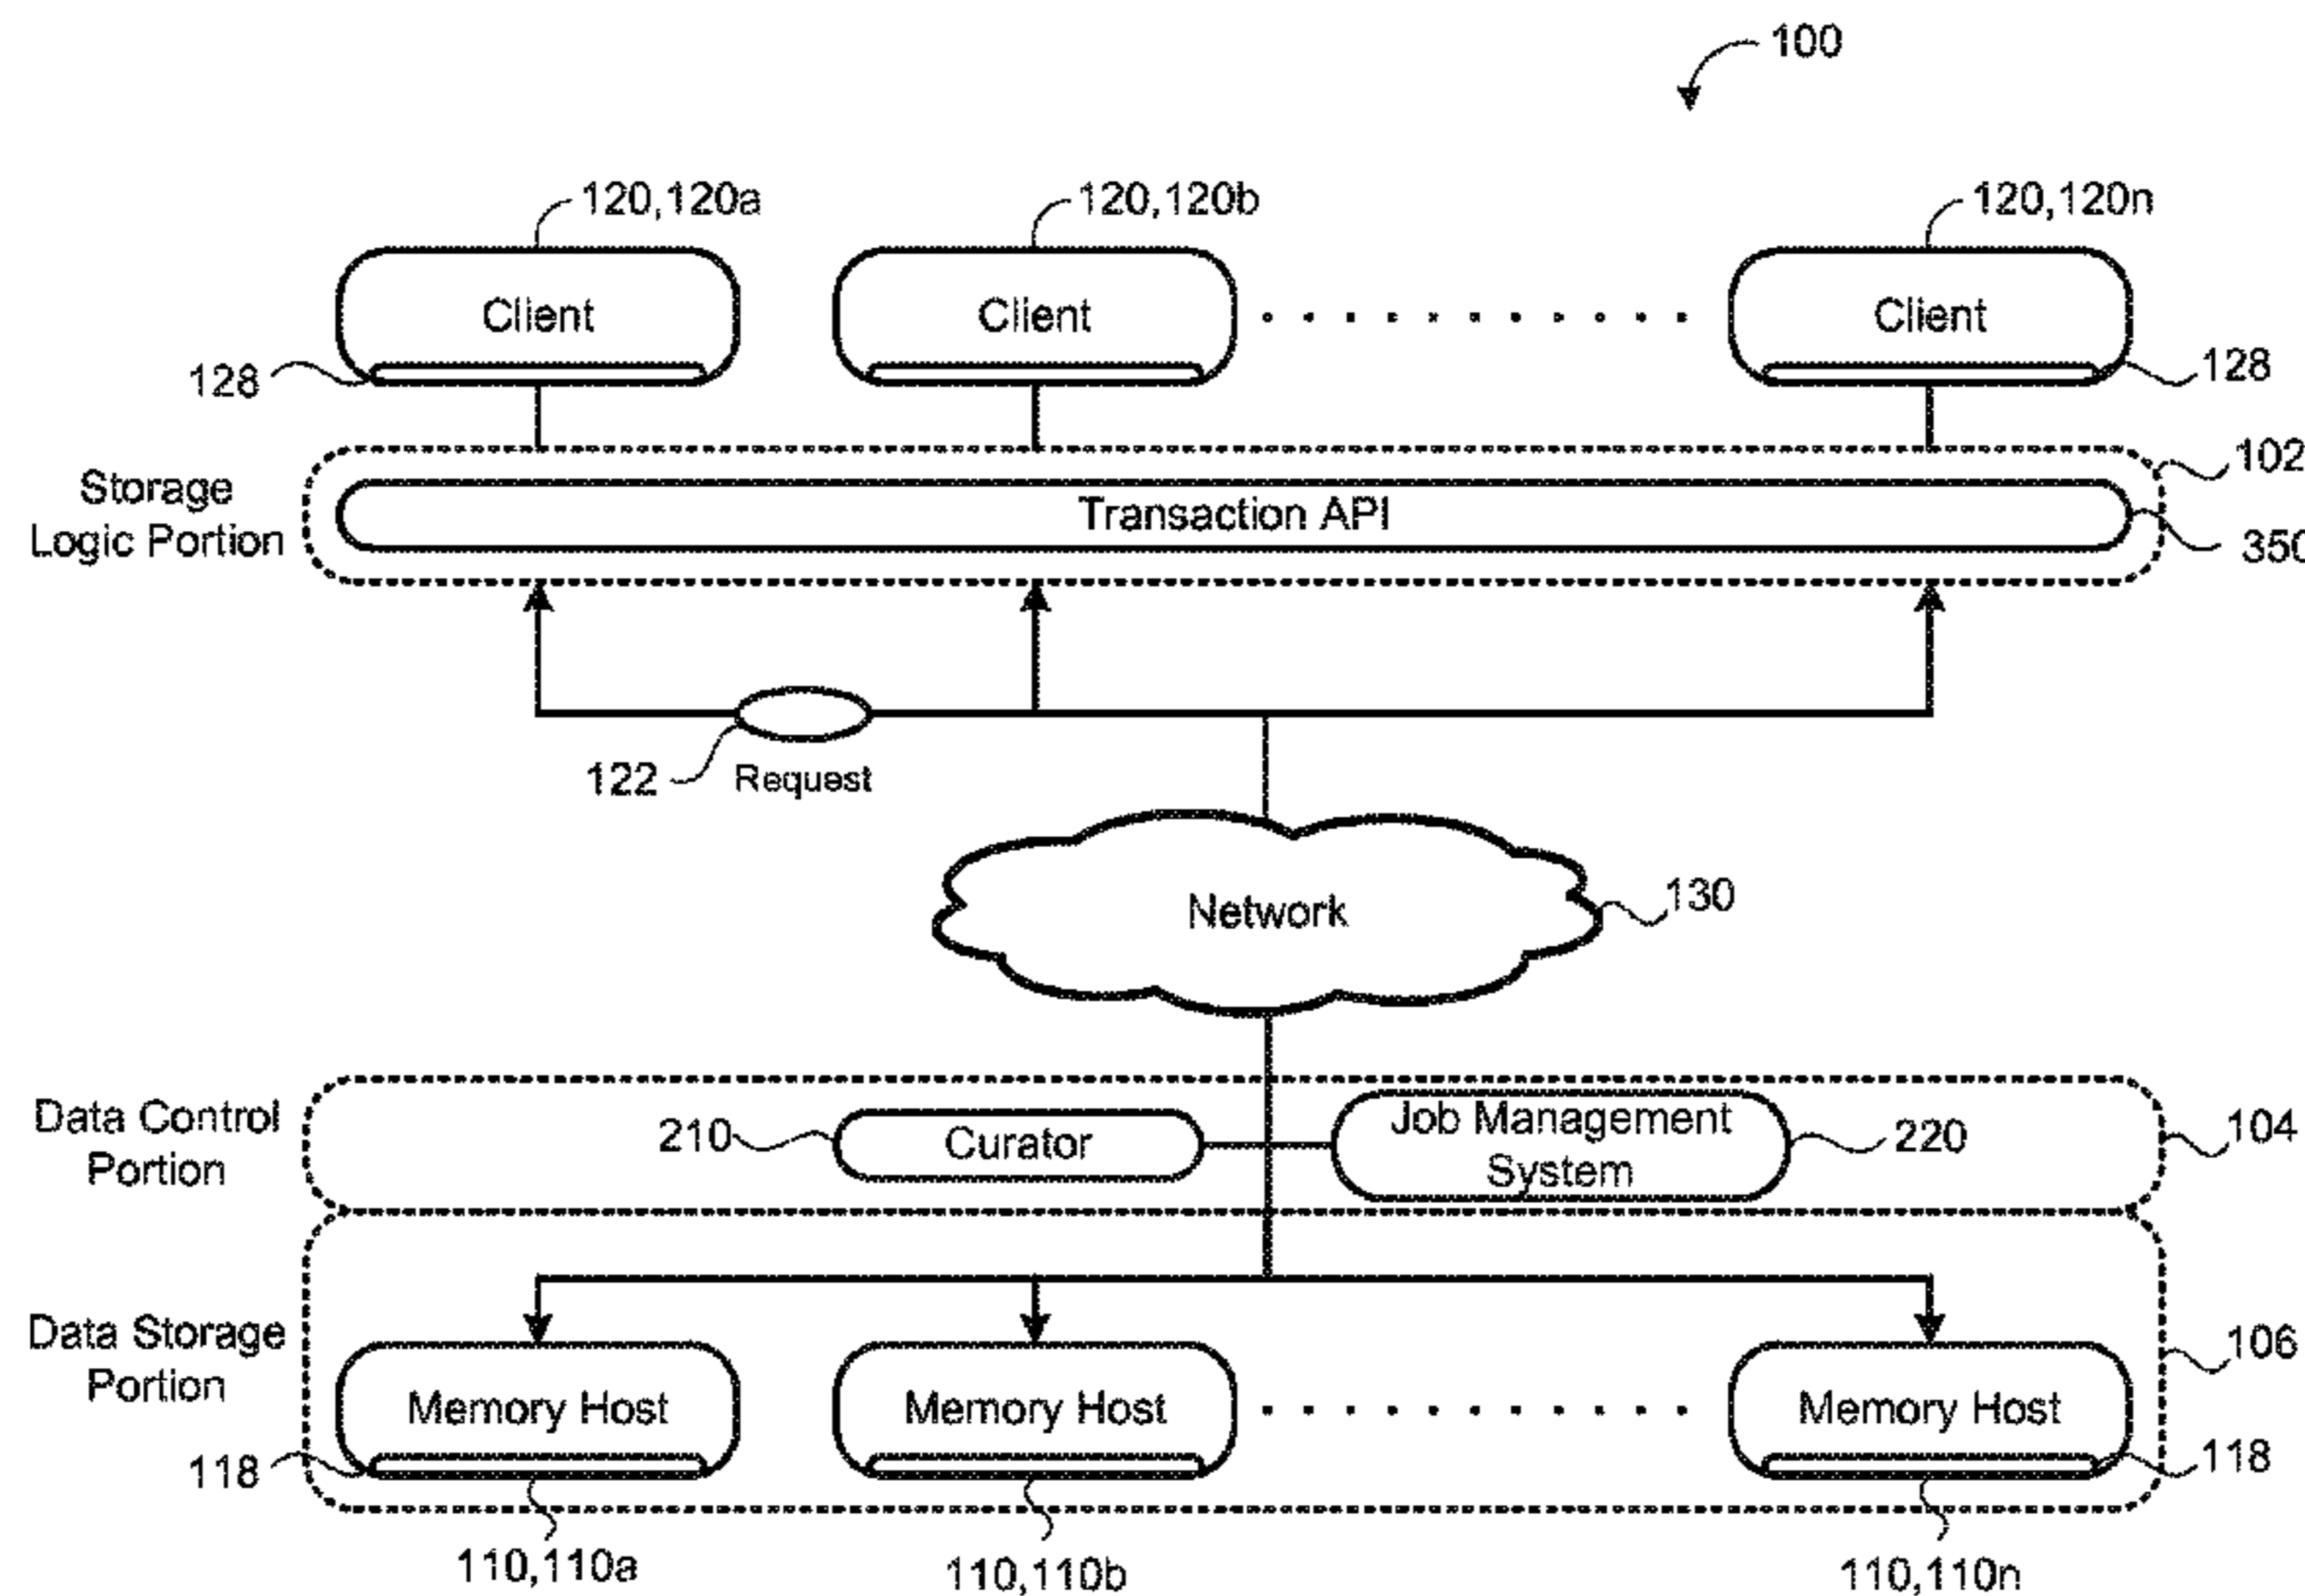 100
120,120a
120,120b
120,120n
Client
Client
Client
128
128
Storage
Logic Portion
Transaction API
102
350
122
Request
Network
130
Data Control
Portion
210
Curator
Job Management
System
220
104
Data Storage
Portion
106
Memory Host
Memory Host
Memory Host
118
118
110,110a
110,110b
110,110n